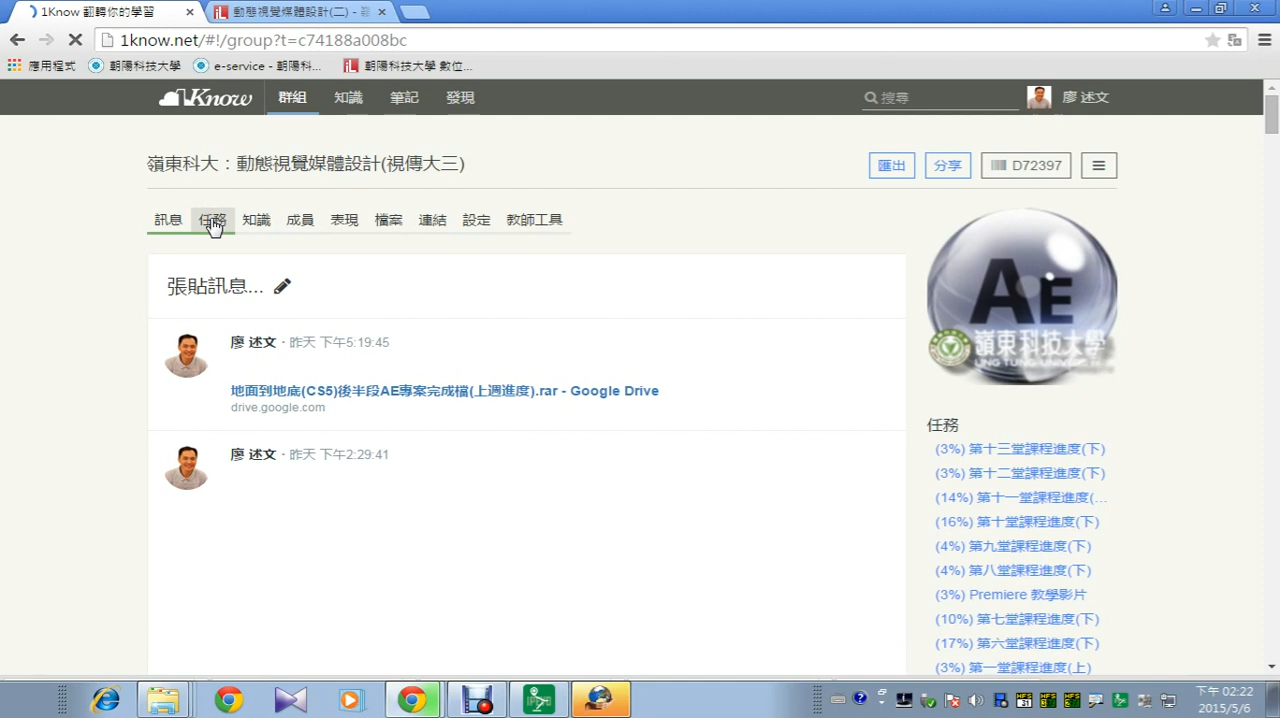 1Know 翻轉你的學習
動態視覺媒體設計(二) -
1know.net/#!/group?t=c74188a008bc
應用程式
朝陽科技大學
e-service - 朝陽科...
朝陽科技大學 數位...
1Know
群組
知識
筆記
發現
搜尋
廖 述文
嶺東科大：動態視覺媒體設計(視傳大三)
匯出
分享
D72397
訊息
任務
知識
成員
表現
檔案
連結
設定
教師工具
張貼訊息...
廖 述文 · 昨天 下午5:19:45
地面到地底(CS5)後半段AE專案完成檔(上週進度).rar - Google Drive
drive.google.com
廖 述文 · 昨天 下午2:29:41
AE
嶺東科技大學
LING TUNG UNIVERSITY
任務
(3%) 第十三堂課程進度(下)
(3%) 第十二堂課程進度(下)
(14%) 第十一堂課程進度(...
(16%) 第十堂課程進度(下)
(4%) 第九堂課程進度(下)
(4%) 第八堂課程進度(下)
(3%) Premiere 教學影片
(10%) 第七堂課程進度(下)
(17%) 第六堂課程進度(下)
(3%) 第一堂課程進度(上)
下午 02:22
2015/5/6